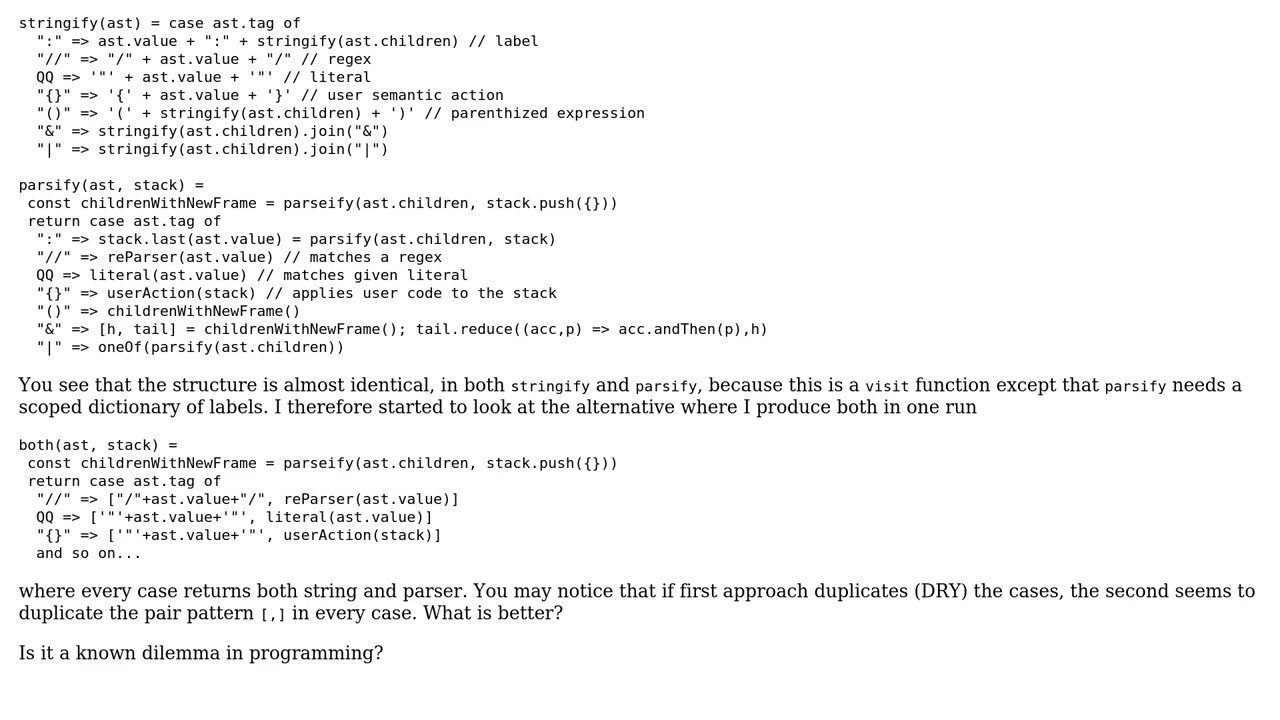 stringify(ast) = case ast.tag of
  ":" => ast.value + ":" + stringify(ast.children) // label
  "//" => "/" + ast.value + "/" // regex
  QQ => '"' + ast.value + '"' // literal
  "{}" => '{' + ast.value + '}' // user semantic action
  "()" => '(' + stringify(ast.children) + ')' // parenthized expression
  "&" => stringify(ast.children).join("&")
  "|" => stringify(ast.children).join("|")
parsify(ast, stack) =
 const childrenWithNewFrame = parseify(ast.children, stack.push({}))
 return case ast.tag of
  ":" => stack.last(ast.value) = parsify(ast.children, stack)
  "//" => reParser(ast.value) // matches a regex
  QQ => literal(ast.value) // matches given literal
  "{}" => userAction(stack) // applies user code to the stack
  "()" => childrenWithNewFrame()
  "&" => [h, tail] = childrenWithNewFrame(); tail.reduce((acc,p) => acc.andThen(p),h)
  "|" => oneOf(parsify(ast.children))
You see that the structure is almost identical, in both stringify and parsify, because this is a visit function except that parsify needs a
scoped dictionary of labels. I therefore started to look at the alternative where I produce both in one run
both(ast, stack) =
 const childrenWithNewFrame = parseify(ast.children, stack.push({}))
 return case ast.tag of
  "//" => ["/"+ast.value+"/", reParser(ast.value)]
  QQ => ['"'+ast.value+'"', literal(ast.value)]
  "{}" => ['"'+ast.value+'"', userAction(stack)]
  and so on...
where every case returns both string and parser. You may notice that if first approach duplicates (DRY) the cases, the second seems to
duplicate the pair pattern [,] in every case. What is better?
Is it a known dilemma in programming?